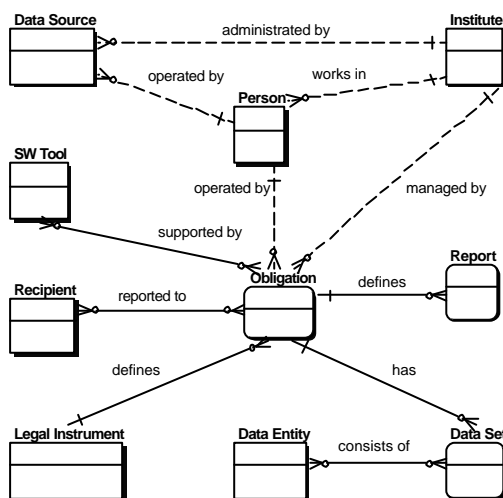 Data Source
administrated by
Institute
operated by
works in
Person
SW Tool
operated by
managed by
supported by
Obligation
Report
Recipient
reported to
defines
defines
has
Legal Instrument
Data Entity
consists of
Data Set